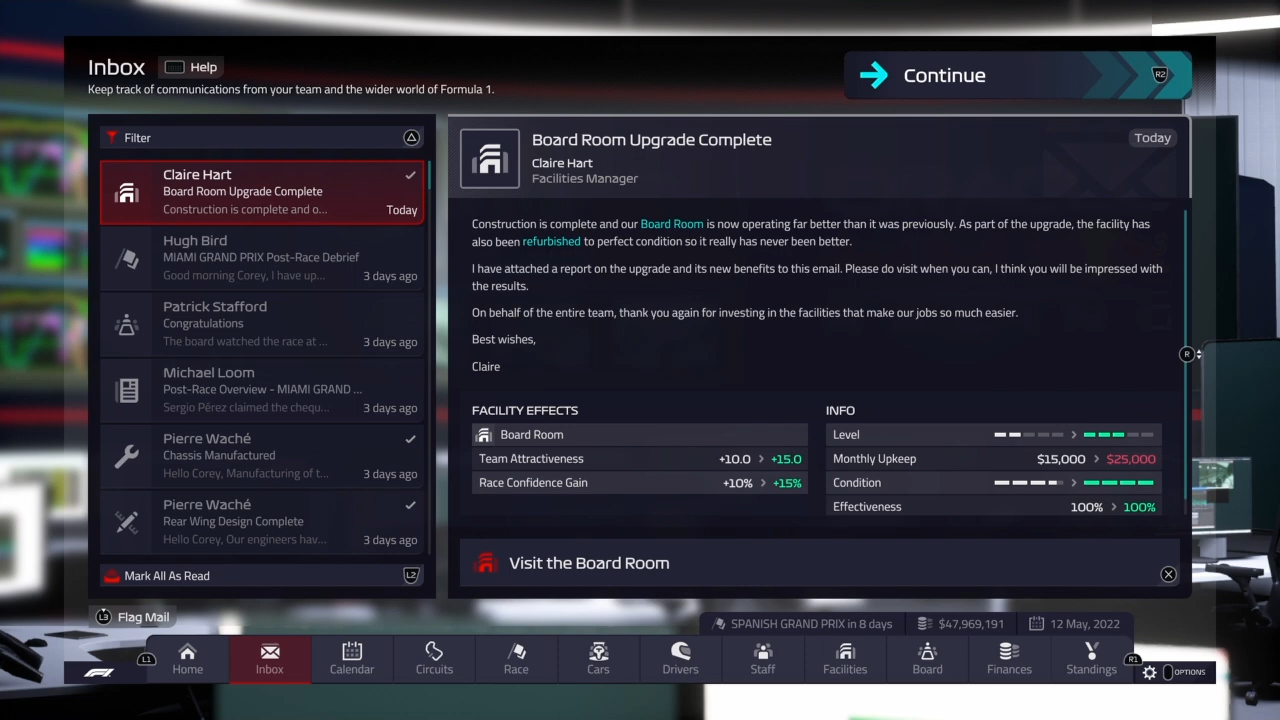 Inbox
Help
Keep track of communications from your team and the wider world of Formula 1.
Continue
R2
Filter
Claire Hart
Board Room Upgrade Complete
Construction is complete and o...
Today
Hugh Bird
MIAMI GRAND PRIX Post-Race Debrief
Good morning Corey, I have up...
3 days ago
Patrick Stafford
Congratulations
The board watched the race at ...
3 days ago
Michael Loom
Post-Race Overview - MIAMI GRAND ...
Sergio Pérez claimed the chequ...
3 days ago
Pierre Waché
Chassis Manufactured
Hello Corey, Manufacturing of t...
3 days ago
Pierre Waché
Rear Wing Design Complete
Hello Corey, Our engineers hav...
3 days ago
Mark All As Read
L2
L3
Flag Mail
Board Room Upgrade Complete
Today
Claire Hart
Facilities Manager
Construction is complete and our Board Room is now operating far better than it was previously. As part of the upgrade, the facility has
also been refurbished to perfect condition so it really has never been better.
I have attached a report on the upgrade and its new benefits to this email. Please do visit when you can, I think you will be impressed with
the results.
On behalf of the entire team, thank you again for investing in the facilities that make our jobs so much easier.
Best wishes,
Claire
R
FACILITY EFFECTS
Board Room
Team Attractiveness +10.0 > +15.0
Race Confidence Gain +10% > +15%
INFO
Level >
Monthly Upkeep $15,000 > $25,000
Condition >
Effectiveness 100% > 100%
Visit the Board Room
SPANISH GRAND PRIX in 8 days
$47,969,191
12 May, 2022
L1
Home
Inbox
Calendar
Circuits
Race
Cars
Drivers
Staff
Facilities
Board
Finances
Standings
R1
OPTIONS